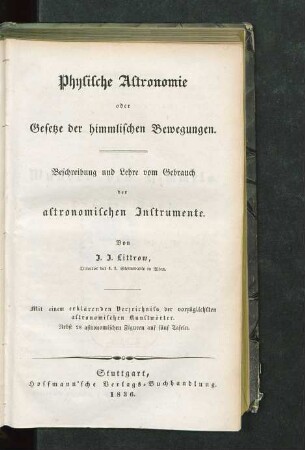 Physische Astronomie
oder
Gesetze der himmlischen Bewegungen.
Beschreibung und Lehre vom Gebrauch
der
astronomischen Instrumente.
Von
J. J. Littrow,
Director der k. k. Sternwarte in Wien.
Mit einem erklärenden Verzeichniss der vorzüglichsten
astronomischen Kunstwörter.
Nebst 78 astronomischen Figuren auf fünf Tafeln.
Stuttgart,
Hoffmann'sche Verlags-Buchhandlung.
1836.